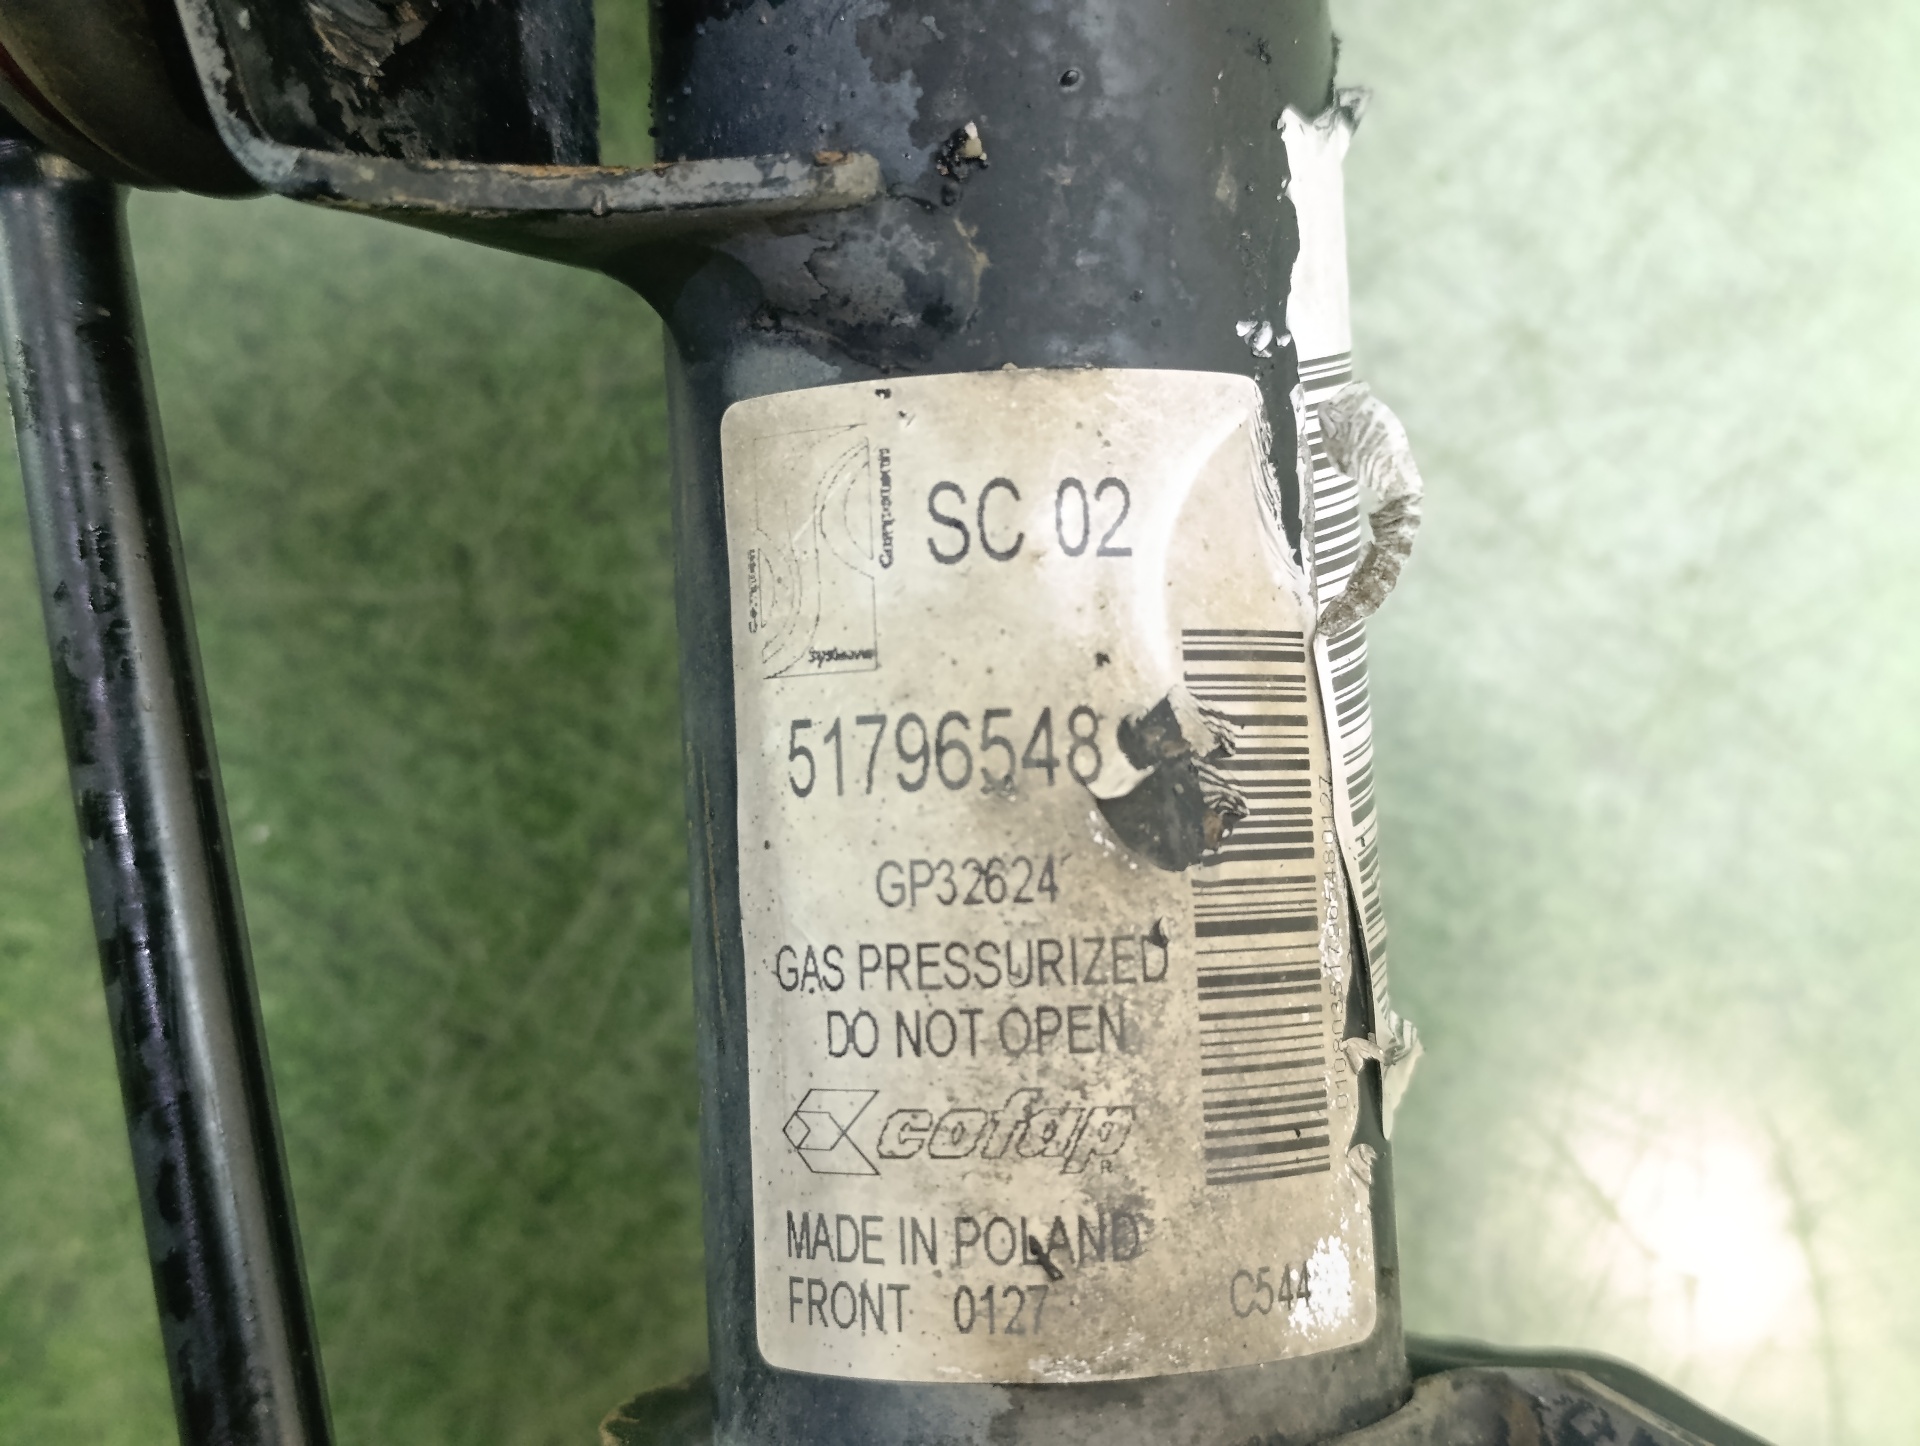 SC 02
51796548
GP32624
GAS PRESSURIZED
DO NOT OPEN
cofap
R
MADE IN POLAND
FRONT 0127
C544